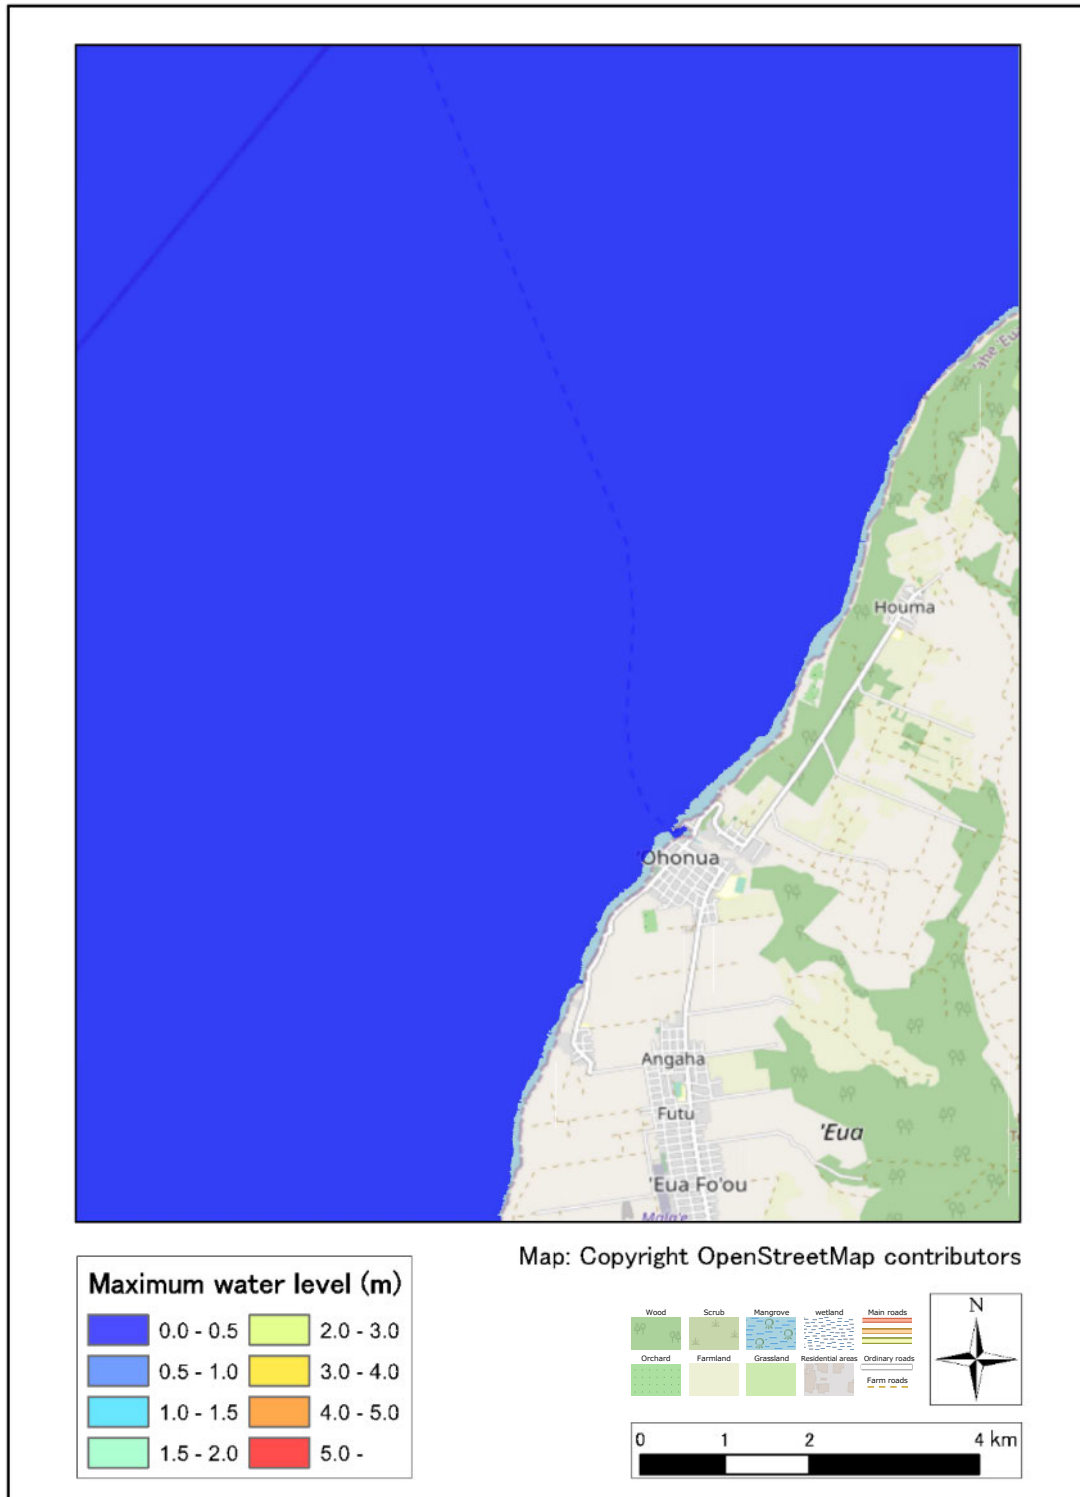 'ahe 'Eu
Houma
'Ohonua
Angaha
Futu
'Eua
'Eua Fo'ou
Mala'e
Map: Copyright OpenStreetMap contributors
Maximum water level (m)
0.0 - 0.5
2.0 - 3.0
0.5 - 1.0
3.0 - 4.0
1.0 - 1.5
4.0 - 5.0
1.5 - 2.0
5.0 -
Wood Scrub Mangrove wetland Main roads
Orchard Farmland Grassland Residential areas Ordinary roads
Farm roads
N
0 1 2 4 km